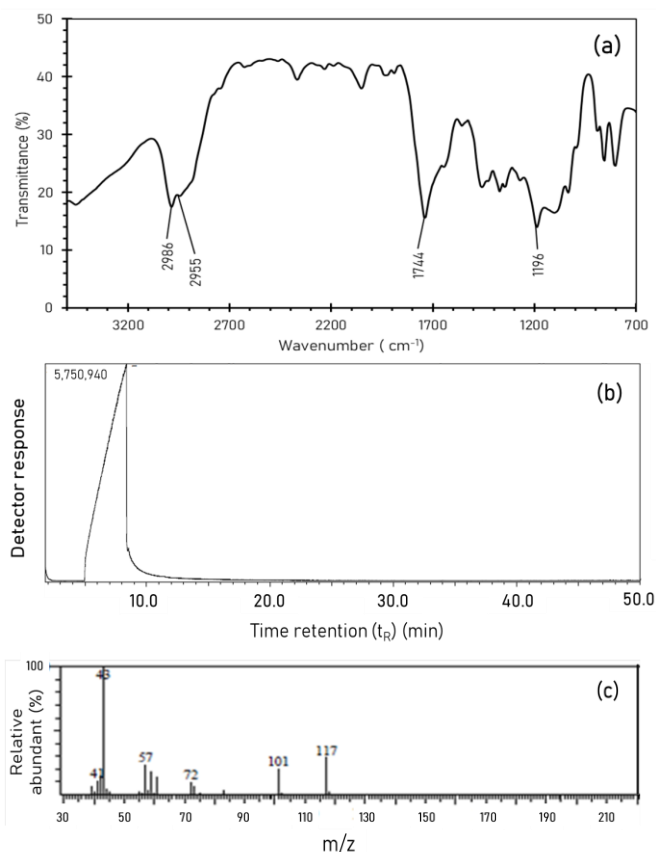 50
(a)
40
30
20
10
0
Transmittance (%)
2986
2955
1744
1196
3200 2700 2200 1700 1200 700
Wavenumber ( cm⁻¹)
5,750,940
(b)
Detector response
10.0 20.0 30.0 40.0 50.0
Time retention (tR) (min)
100
43
(c)
Relative
abundant (%)
57
117
101
41
72
30 50 70 90 110 130 150 170 190 210
m/z